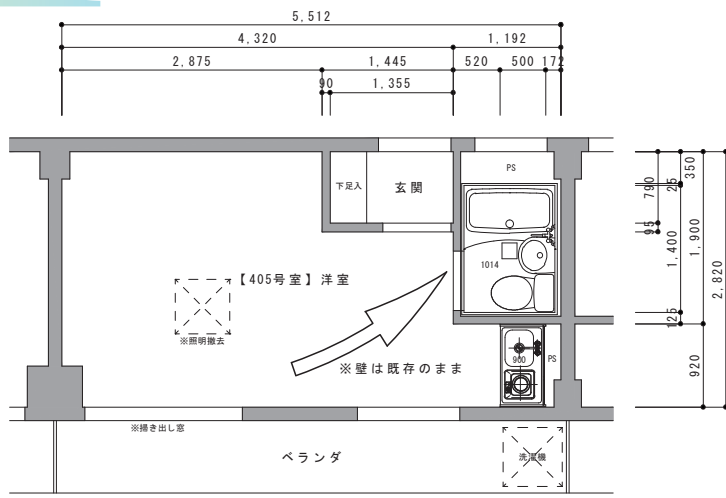 5,512
4,320
1,192
2,875
1,445
520
500
172
90
1,355
下足入
玄関
PS
350
790
25
95
1,400
1,900
2,820
1014
【405号室】洋室
※照明撤去
※壁は既存のまま
125
900
PS
920
※掃き出し窓
ベランダ
洗濯機